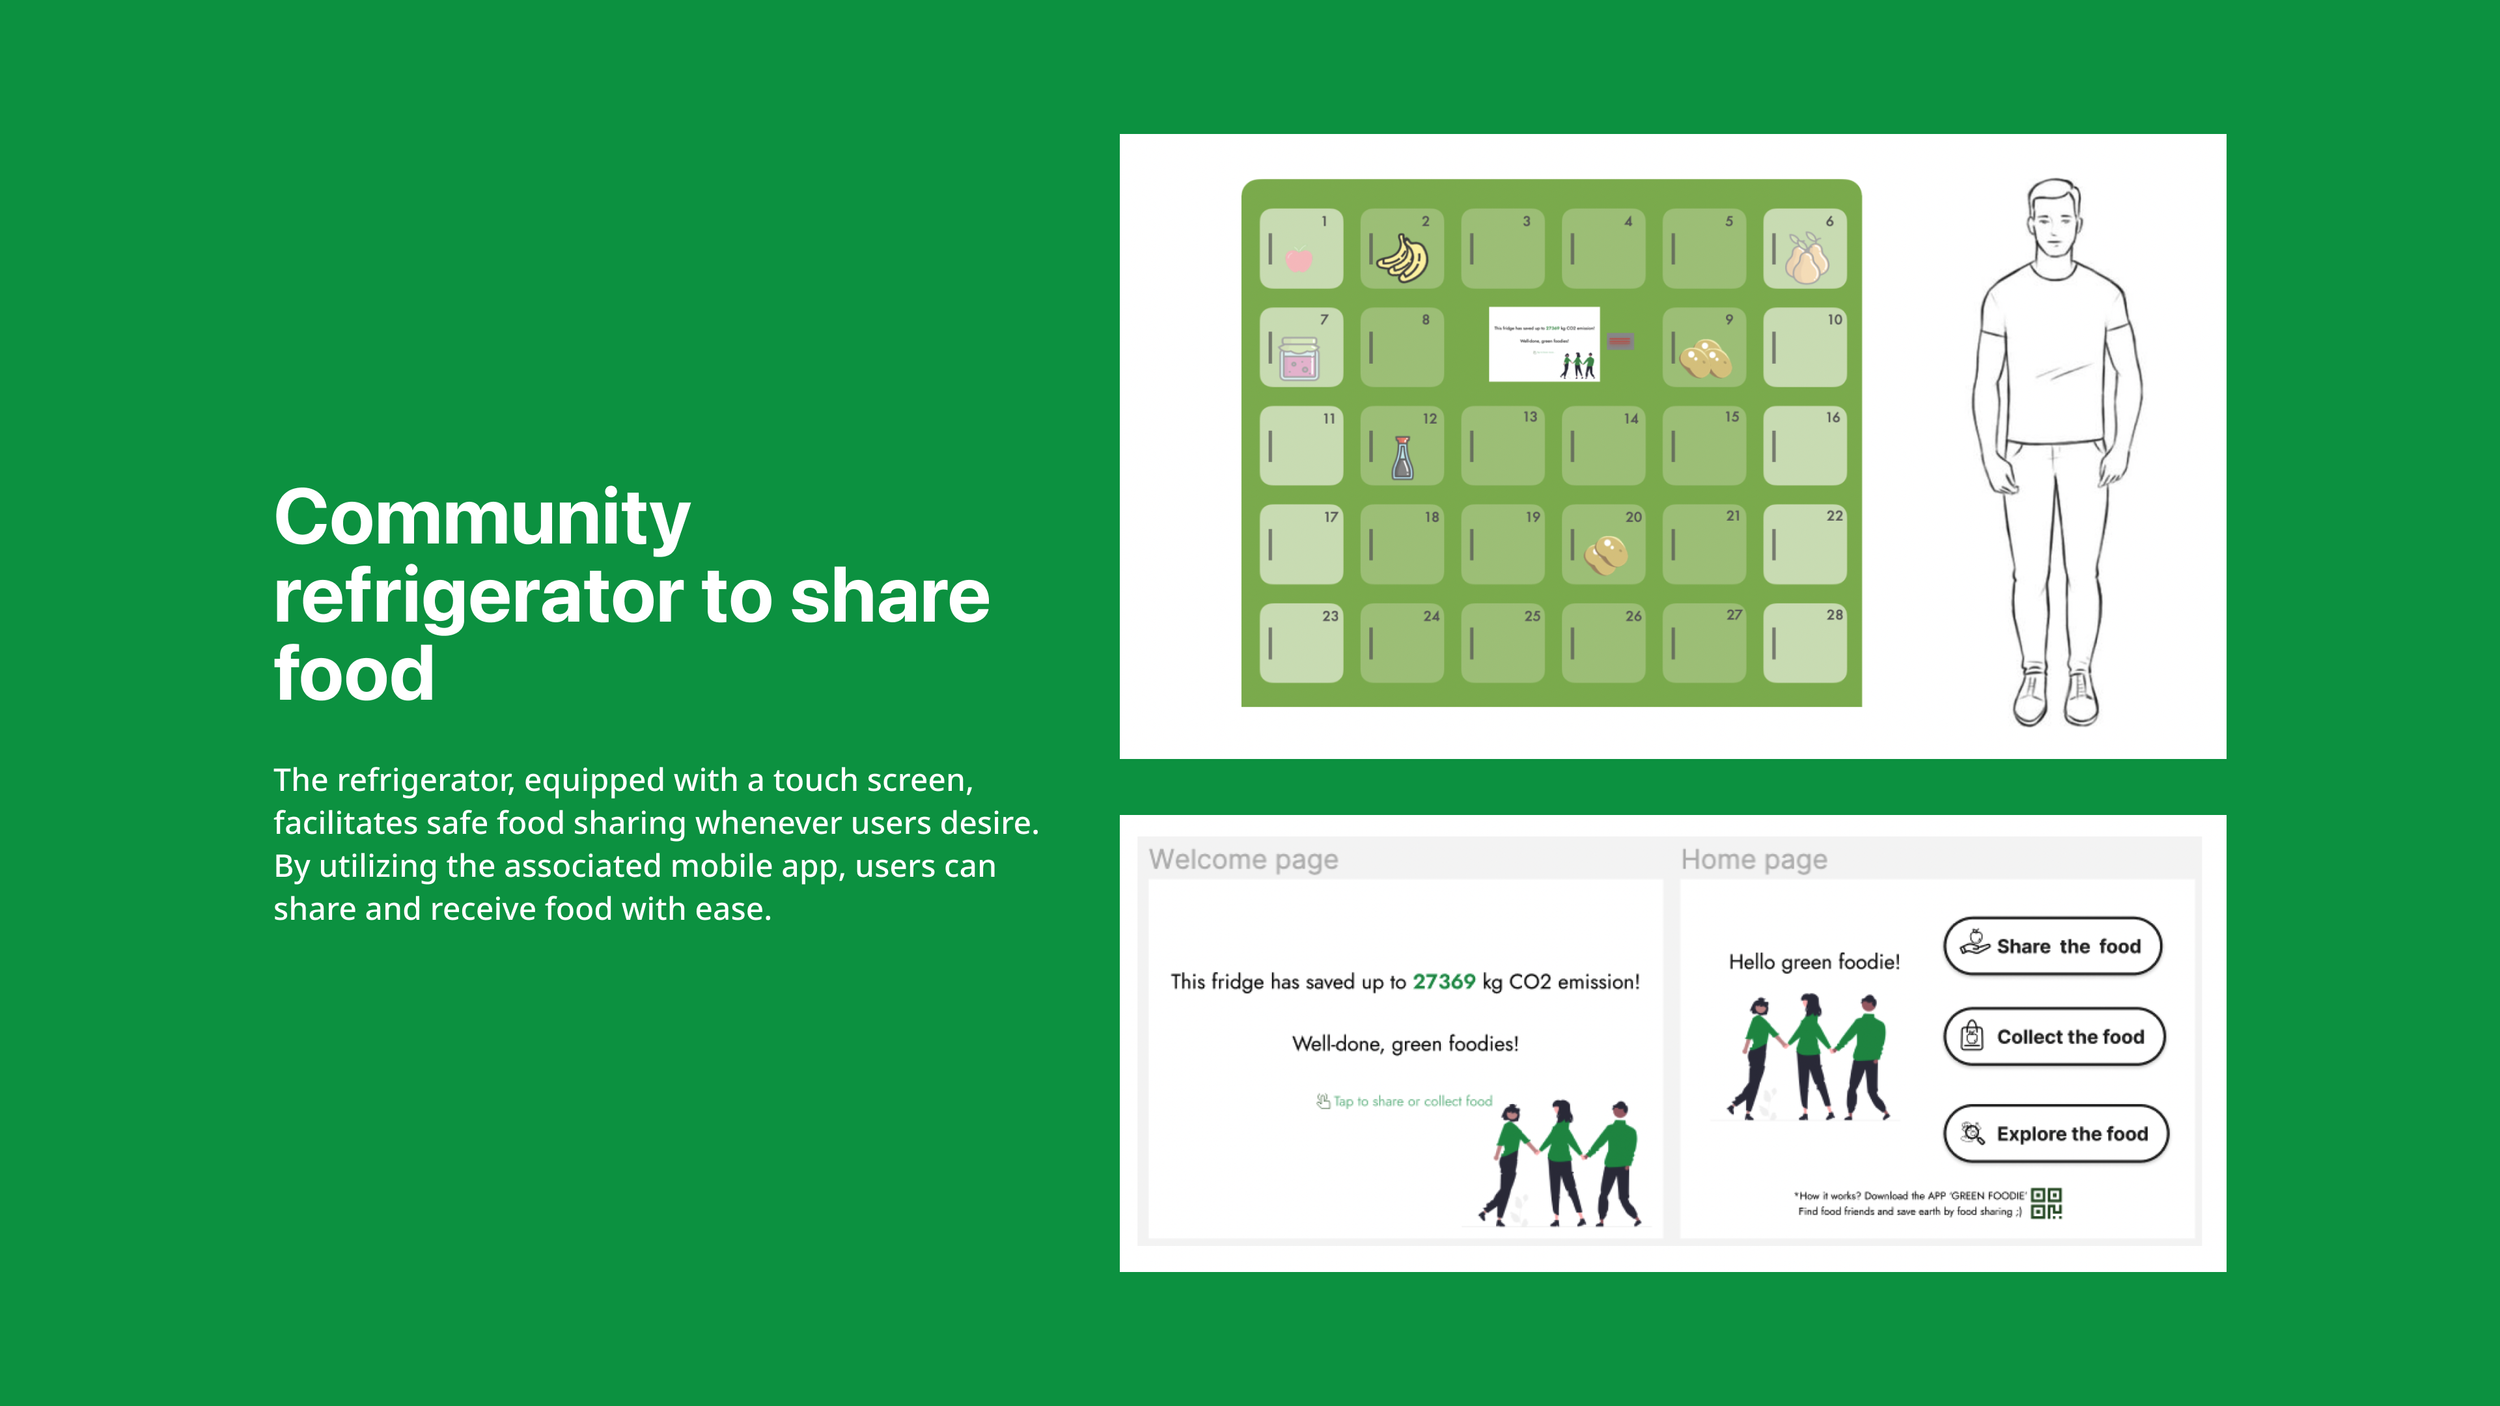 Community
refrigerator to share
food
The refrigerator, equipped with a touch screen,
facilitates safe food sharing whenever users desire.
By utilizing the associated mobile app, users can
share and receive food with ease.
1
2
3
4
5
6
7
8
This fridge has saved up to 27369 kg CO2 emission!
Well-done, green foodies!
9
10
11
12
13
14
15
16
17
18
19
20
21
22
23
24
25
26
27
28
Welcome page
This fridge has saved up to 27369 kg CO2 emission!
Well-done, green foodies!
Tap to share or collect food
Home page
Hello green foodie!
Share the food
Collect the food
Explore the food
*How it works? Download the APP 'GREEN FOODIE'
Find food friends and save earth by food sharing ;)